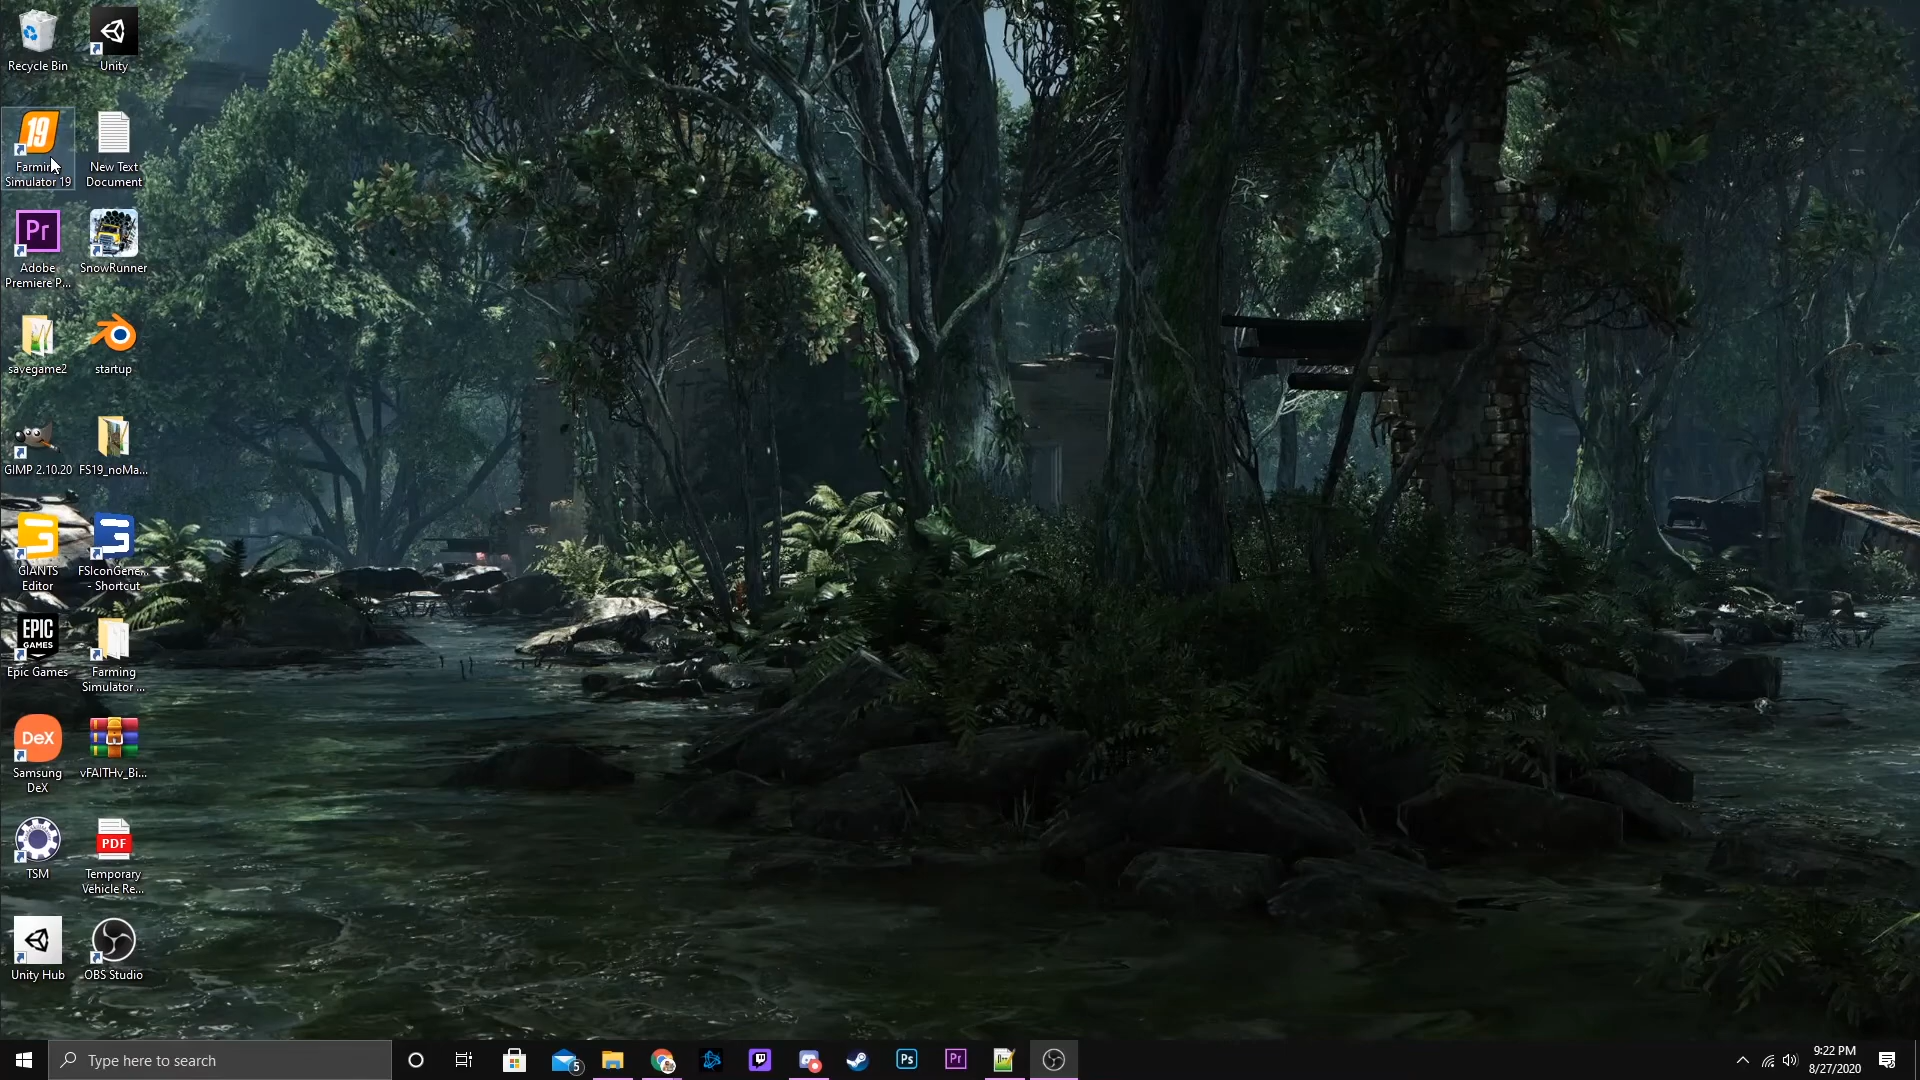 Recycle Bin
Unity
19
Farming
Simulator 19
New Text
Document
Pr
Adobe
Premiere P...
SnowRunner
savegame2
startup
GIMP 2.10.20
FS19_noMa...
GIANTS
Editor
FSIconGene...
- Shortcut
EPIC
GAMES
Epic Games
Farming
Simulator ...
DeX
Samsung
DeX
vFAITHv_Bi...
TSM
PDF
Temporary
Vehicle Re...
Unity Hub
OBS Studio
Type here to search
5
Ps
Pr
9:22 PM
8/27/2020